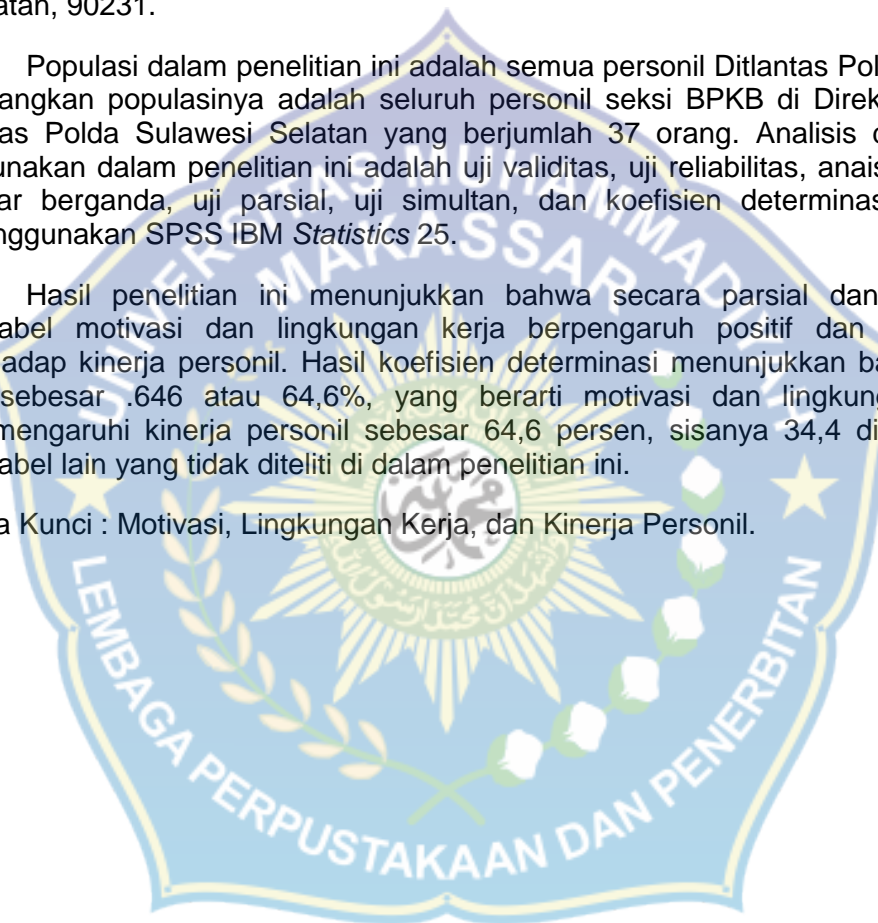 atan, 90231.
Populasi dalam penelitian ini adalah semua personil Ditlantas Pol
angkan populasinya adalah seluruh personil seksi BPKB di Direk
as Polda Sulawesi Selatan yang berjumlah 37 orang. Analisis
unakan dalam penelitian ini adalah uji validitas, uji reliabilitas, anais
ar berganda, uji parsial, uji simultan, dan koefisien determinas
nggunakan SPSS IBM Statistics 25.
Hasil penelitian ini menunjukkan bahwa secara parsial dan
abel motivasi dan lingkungan kerja berpengaruh positif dan
adap kinerja personil. Hasil koefisien determinasi menunjukkan ba
sebesar .646 atau 64,6%, yang berarti motivasi dan lingkung
mengaruhi kinerja personil sebesar 64,6 persen, sisanya 34,4 di
abel lain yang tidak diteliti di dalam penelitian ini.
a Kunci : Motivasi, Lingkungan Kerja, dan Kinerja Personil.
UNIVERSITAS MUHAMMADIYAH
MAKASSAR
LEMBAGA PERPUSTAKAAN DAN PENERBITAN